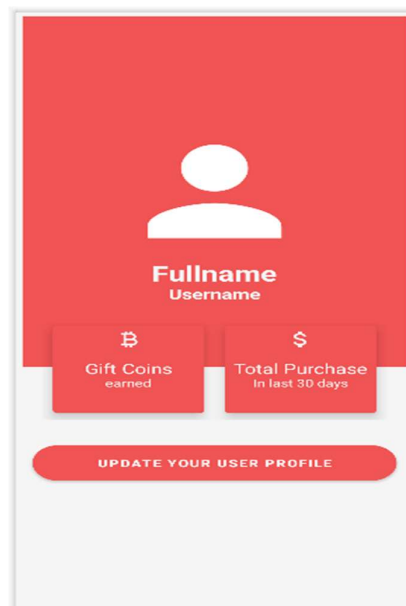 Fullname
Username
Gift Coins
earned
Total Purchase
In last 30 days
UPDATE YOUR USER PROFILE